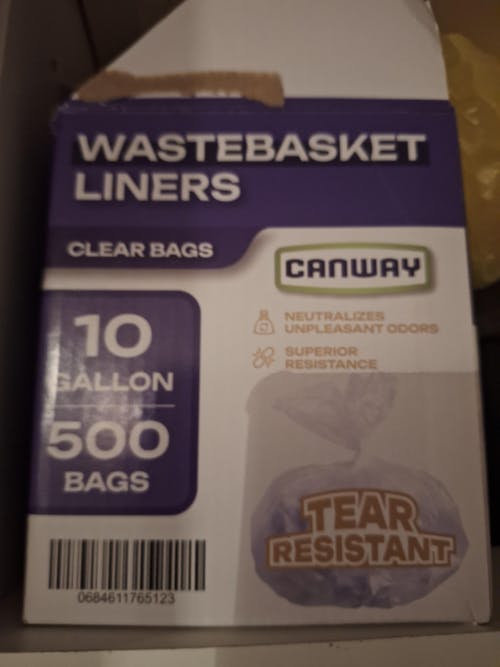 WASTEBASKET
LINERS
CLEAR BAGS
CANWAY
NEUTRALIZES
UNPLEASANT ODORS
SUPERIOR
RESISTANCE
10
GALLON
500
BAGS
TEAR
RESISTANT
0684611765123